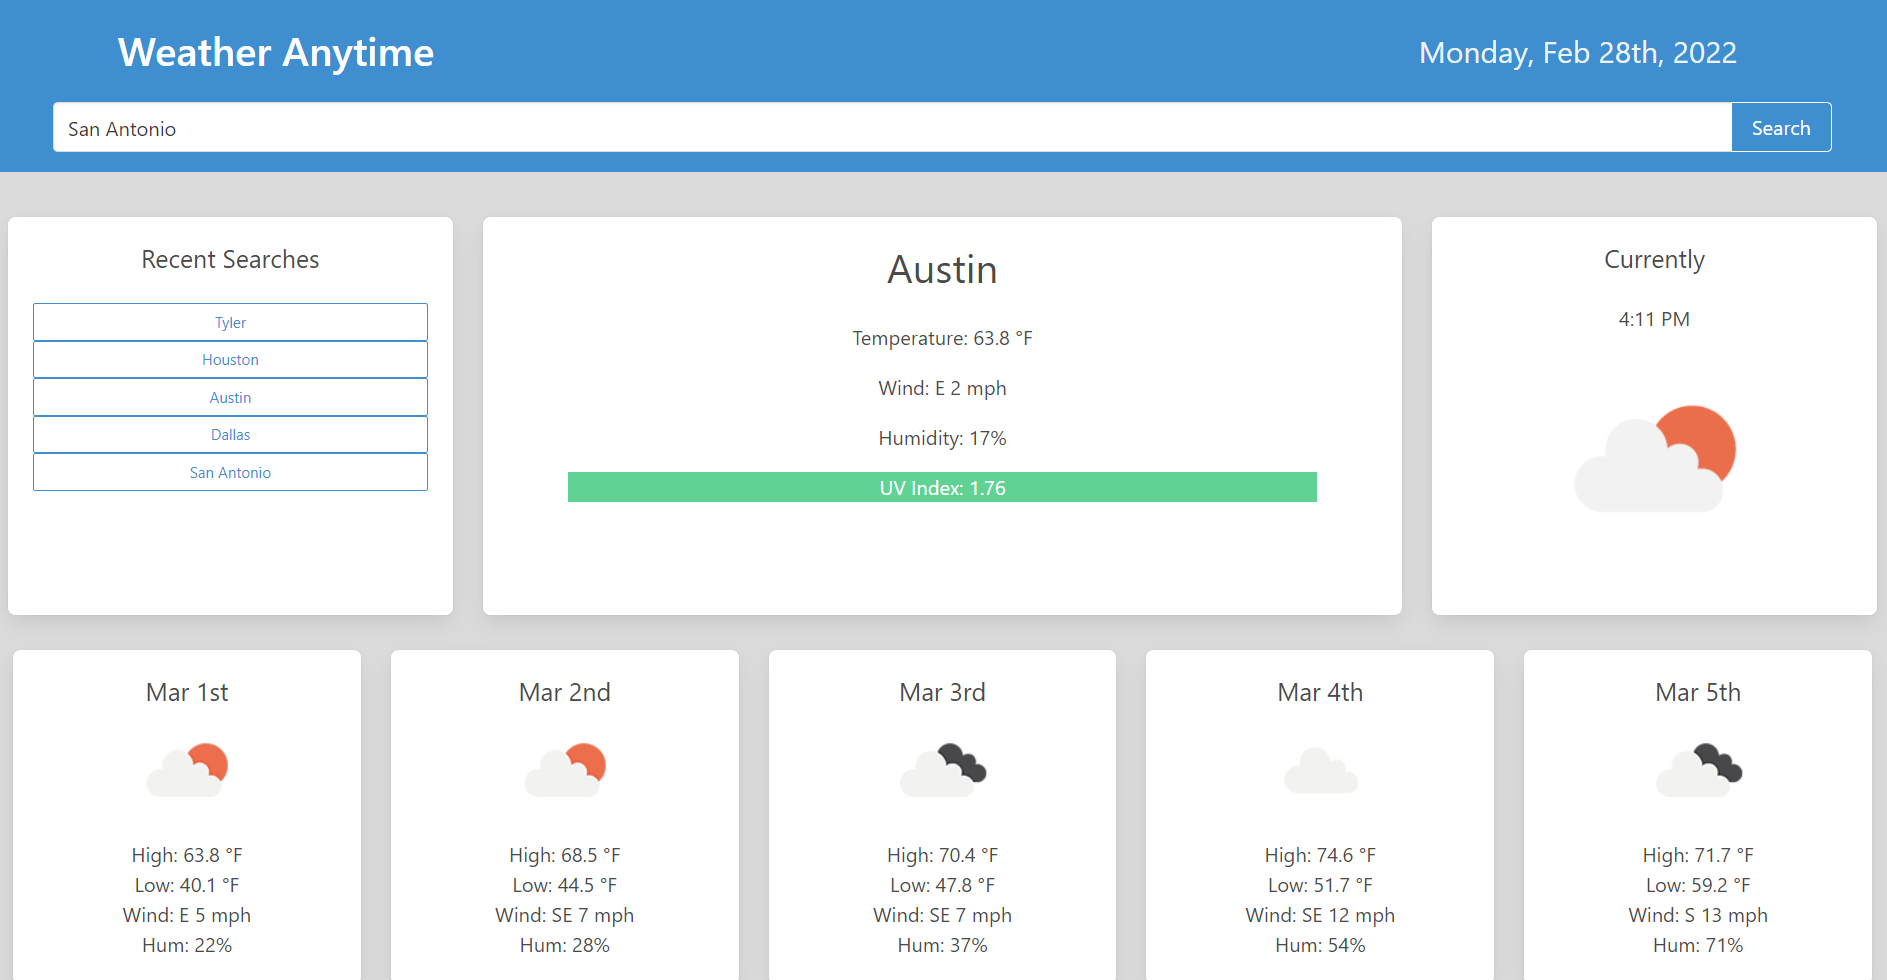 Weather Anytime
Monday, Feb 28th, 2022
San Antonio
Search
Recent Searches
Tyler
Houston
Austin
Dallas
San Antonio
Austin
Temperature: 63.8 °F
Wind: E 2 mph
Humidity: 17%
UV Index: 1.76
Currently
4:11 PM
Mar 1st
High: 63.8 °F
Low: 40.1 °F
Wind: E 5 mph
Hum: 22%
Mar 2nd
High: 68.5 °F
Low: 44.5 °F
Wind: SE 7 mph
Hum: 28%
Mar 3rd
High: 70.4 °F
Low: 47.8 °F
Wind: SE 7 mph
Hum: 37%
Mar 4th
High: 74.6 °F
Low: 51.7 °F
Wind: SE 12 mph
Hum: 54%
Mar 5th
High: 71.7 °F
Low: 59.2 °F
Wind: S 13 mph
Hum: 71%